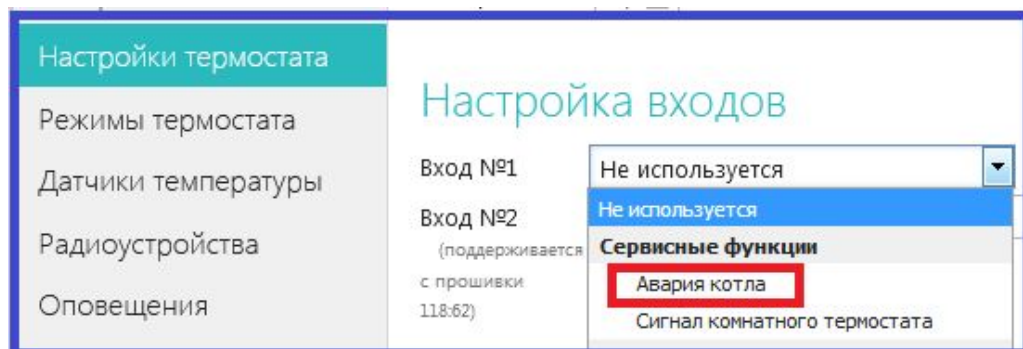 Настройки термостата
Режимы термостата
Датчики температуры
Радиоустройства
Оповещения
Настройка входов
Вход №1
Не используется
Вход №2
(поддерживается
с прошивки
118:62)
Не используется
Сервисные функции
Авария котла
Сигнал комнатного термостата